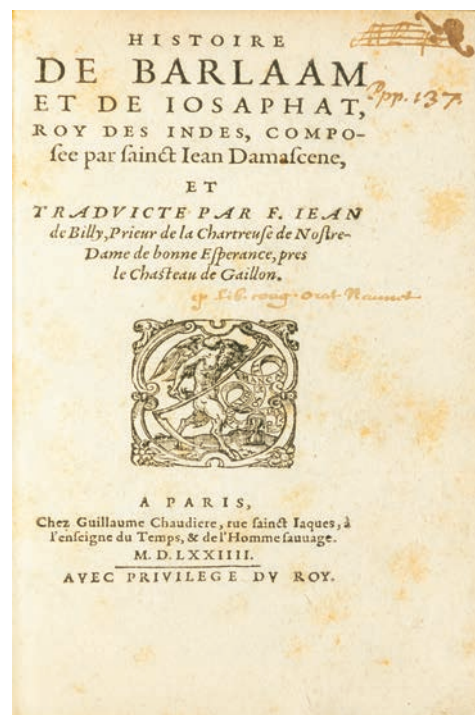 HISTOIRE
DE BARLAAM
ET DE IOSAPHAT,
ROY DES INDES, COMPO-
ſee par ſainct Iean Damaſcene,
ET
TRADVICTE PAR F. IEAN
de Billy, Prieur de la Chartreuſe de Noſtre-
Dame de bonne Eſperance, pres
le Chaſteau de Gaillon.
A PARIS,
Chez Guillaume Chaudiere, rue ſainct Iaques, à
l'enſeigne du Temps, & de l'Homme ſauuage.
M. D. LXXIIII.
AVEC PRIVILEGE DV ROY.
137